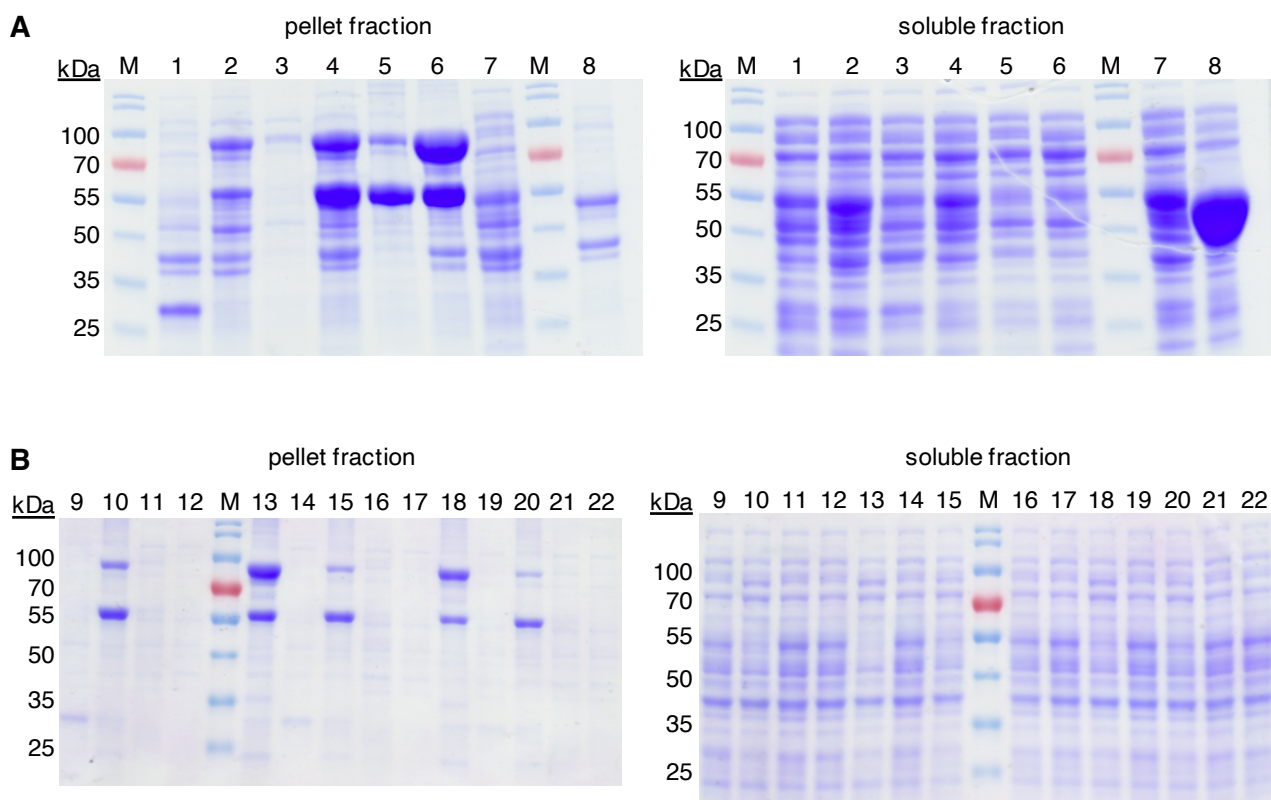 A
pellet fraction
soluble fraction
kDa M 1 2 3 4 5 6 7 M 8
kDa M 1 2 3 4 5 6 M 7 8
100
70
55
50
35
25
100
70
55
50
35
25
B
pellet fraction
soluble fraction
kDa 9 10 11 12 M 13 14 15 16 17 18 19 20 21 22
kDa 9 10 11 12 13 14 15 M 16 17 18 19 20 21 22
100
70
55
50
35
25
100
70
55
50
35
25